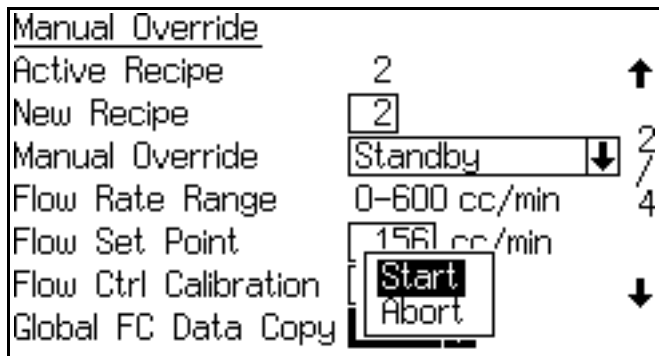 Manual Override
Active Recipe 2
New Recipe 2
Manual Override Standby
Flow Rate Range 0-600 cc/min
Flow Set Point 156 cc/min
Flow Ctrl Calibration Start
Abort
Global FC Data Copy
2/4